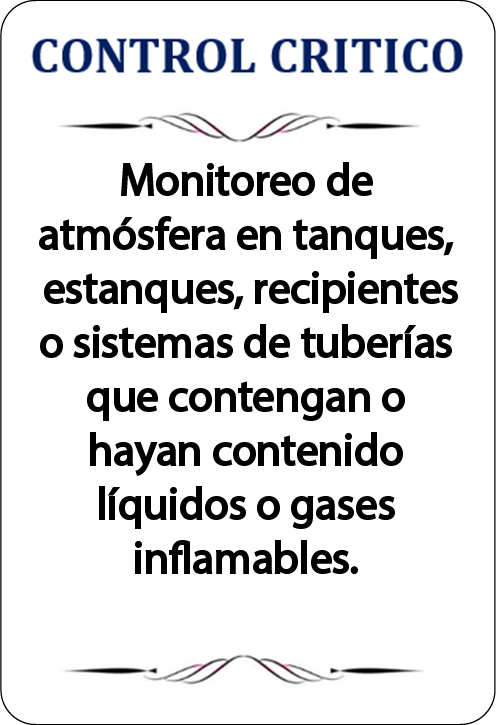 CONTROL CRITICO
Monitoreo de
atmósfera en tanques,
estanques, recipientes
o sistemas de tuberías
que contengan o
hayan contenido
líquidos o gases
inflamables.